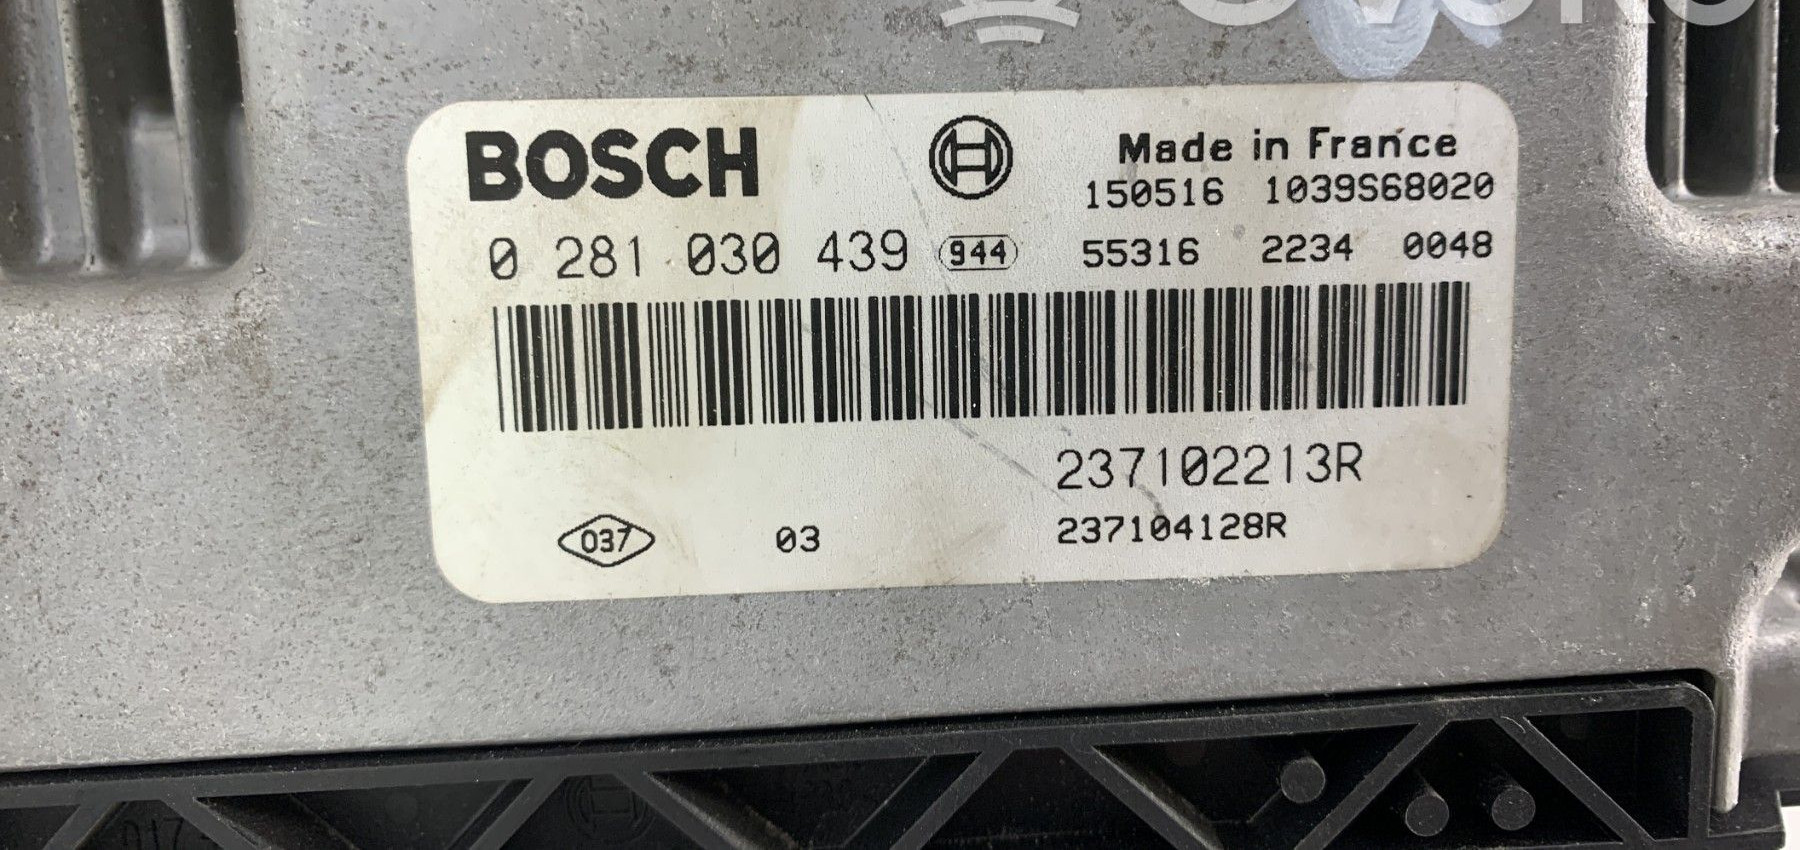 BOSCH
Made in France
150516 1039S68020
0 281 030 439 944 55316 2234 0048
237102213R
037 03 237104128R